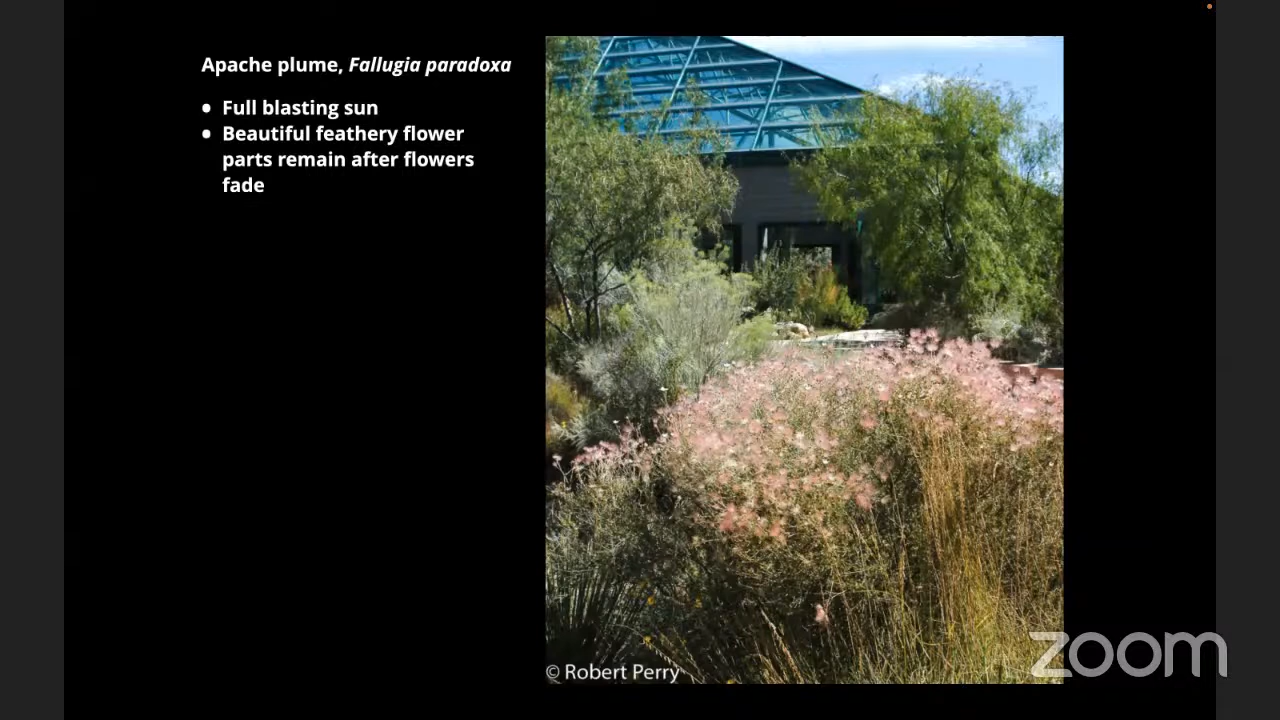 Apache plume, Fallugia paradoxa
• Full blasting sun
• Beautiful feathery flower
parts remain after flowers
fade
© Robert Perry
zoom